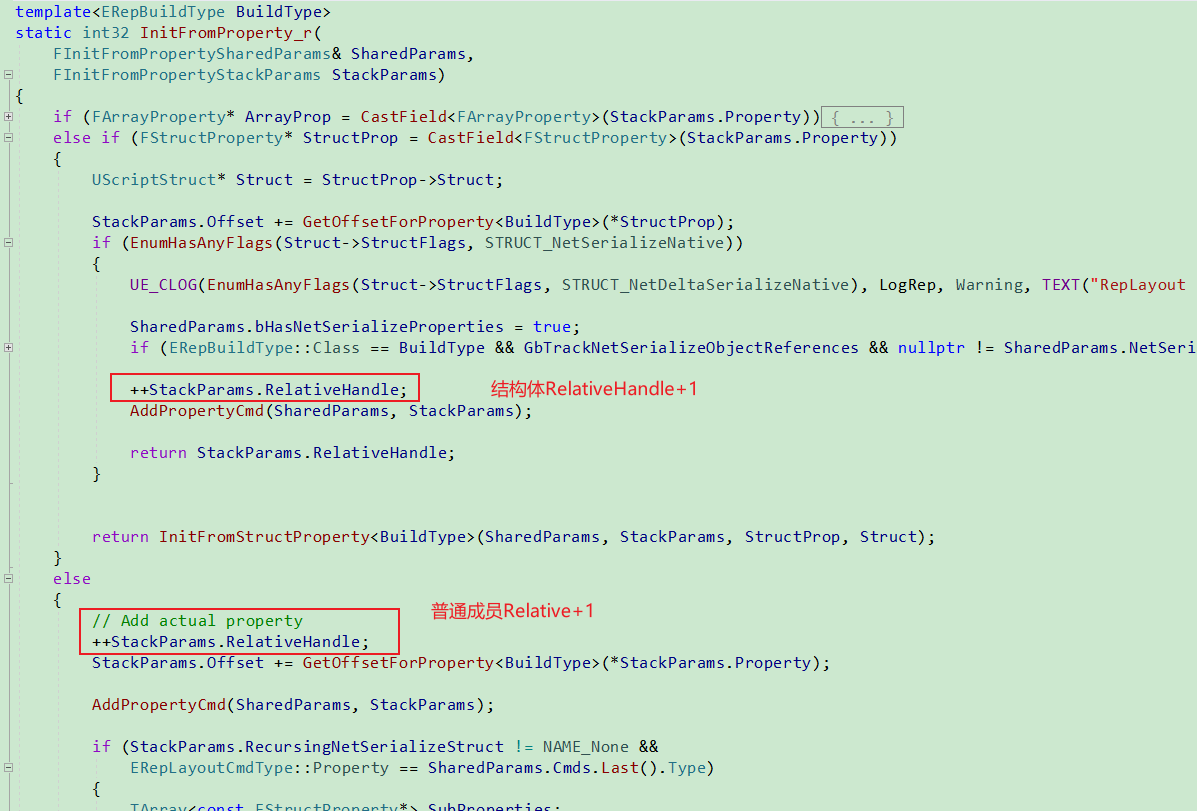 template<ERepBuildType BuildType>
static int32 InitFromProperty_r(
FInitFromPropertySharedParams& SharedParams,
FInitFromPropertyStackParams StackParams)
{
if (FArrayProperty* ArrayProp = CastField<FArrayProperty>(StackParams.Property)){ ... }
else if (FStructProperty* StructProp = CastField<FStructProperty>(StackParams.Property))
{
UScriptStruct* Struct = StructProp->Struct;
StackParams.Offset += GetOffsetForProperty<BuildType>(*StructProp);
if (EnumHasAnyFlags(Struct->StructFlags, STRUCT_NetSerializeNative))
{
UE_CLOG(EnumHasAnyFlags(Struct->StructFlags, STRUCT_NetDeltaSerializeNative), LogRep, Warning, TEXT("RepLayout
SharedParams.bHasNetSerializeProperties = true;
if (ERepBuildType::Class == BuildType && GbTrackNetSerializeObjectReferences && nullptr != SharedParams.NetSeri
++StackParams.RelativeHandle; 结构体RelativeHandle+1
AddPropertyCmd(SharedParams, StackParams);
return StackParams.RelativeHandle;
}
return InitFromStructProperty<BuildType>(SharedParams, StackParams, StructProp, Struct);
}
else
{
普通成员Relative+1
// Add actual property
++StackParams.RelativeHandle;
StackParams.Offset += GetOffsetForProperty<BuildType>(*StackParams.Property);
AddPropertyCmd(SharedParams, StackParams);
if (StackParams.RecursingNetSerializeStruct != NAME_None &&
ERepLayoutCmdType::Property == SharedParams.Cmds.Last().Type)
{
TArray<const FStructProperty*> SubProperties;